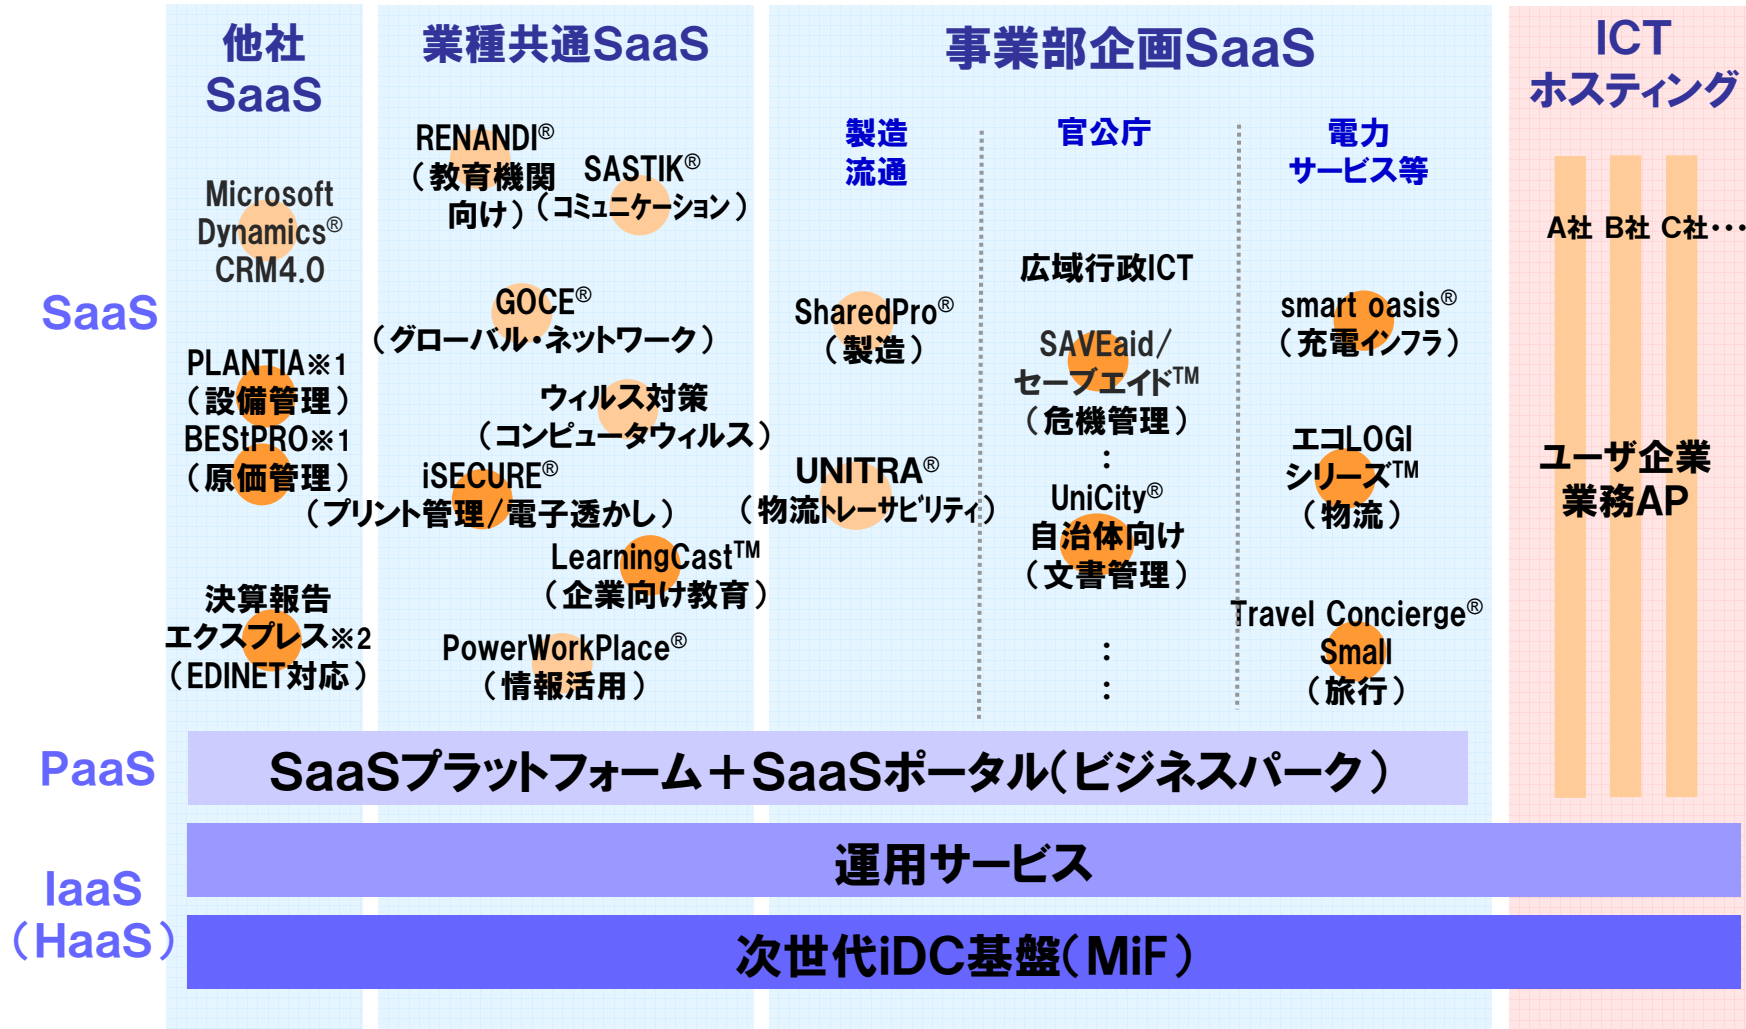 他社
SaaS
業種共通SaaS
事業部企画SaaS
ICT
ホスティング
SaaS
Microsoft
Dynamics®
CRM4.0
PLANTIA※1
(設備管理)
BEStPRO※1
(原価管理)
決算報告
エクスプレス※2
(EDINET対応)
RENANDI®
(教育機関
向け)
SASTIK®
(コミュニケーション)
GOCE®
(グローバル・ネットワーク)
ウィルス対策
(コンピュータウィルス)
iSECURE®
(プリント管理/電子透かし)
LearningCast™
(企業向け教育)
PowerWorkPlace®
(情報活用)
製造
流通
SharedPro®
(製造)
UNITRA®
(物流トレーサビリティ)
官公庁
広域行政ICT
SAVEaid/
セーブエイド™
(危機管理)
:
UniCity®
自治体向け
(文書管理)
:
:
電力
サービス等
smart oasis®
(充電インフラ)
エコLOGI
シリーズ™
(物流)
Travel Concierge®
Small
(旅行)
A社 B社 C社・・・
ユーザ企業
業務AP
PaaS
SaaSプラットフォーム+SaaSポータル(ビジネスパーク)
IaaS
(HaaS)
運用サービス
次世代iDC基盤(MiF)